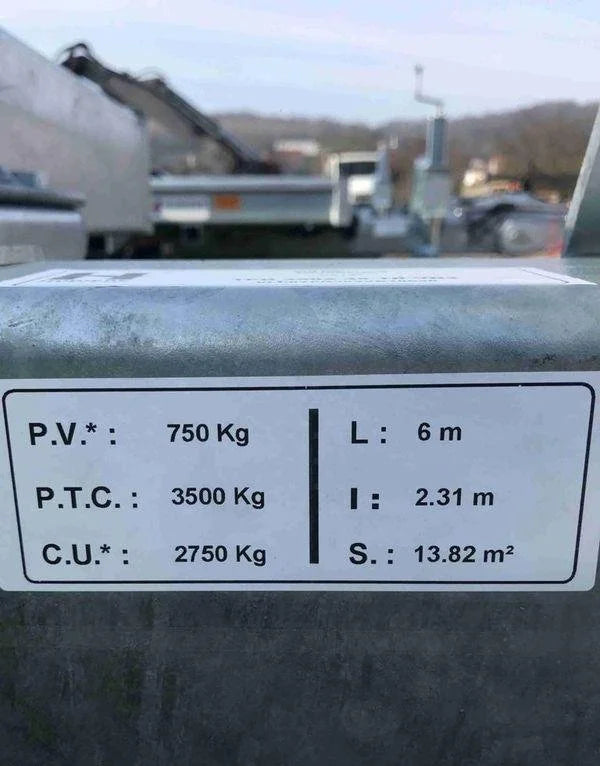 P.V.* : 750 Kg
P.T.C. : 3500 Kg
C.U.* : 2750 Kg
L : 6 m
l : 2.31 m
S. : 13.82 m²